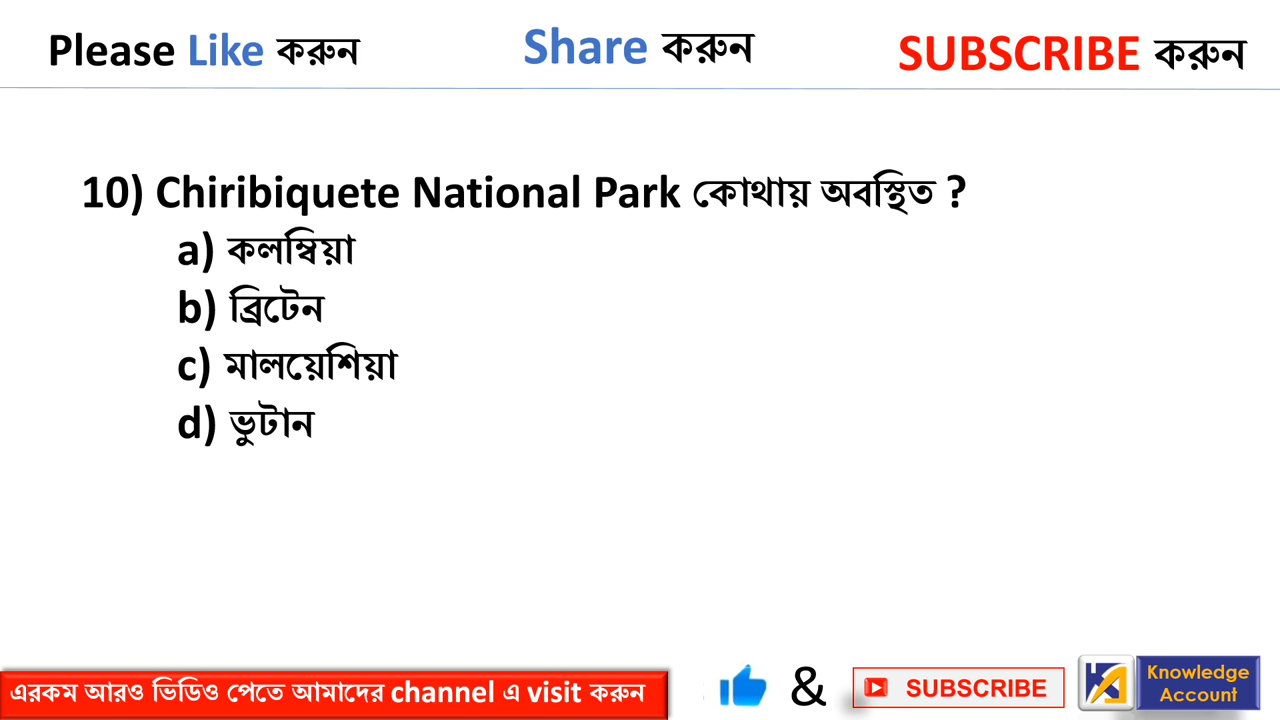 Please Like করুন Share করুন SUBSCRIBE করুন
10) Chiribiquete National Park কোথায় অবস্থিত ?
a) কলম্বিয়া
b) ব্রিটেন
c) মালয়েশিয়া
d) ভুটান
এরকম আরও ভিডিও পেতে আমাদের channel এ visit করুন
& SUBSCRIBE
Knowledge
Account